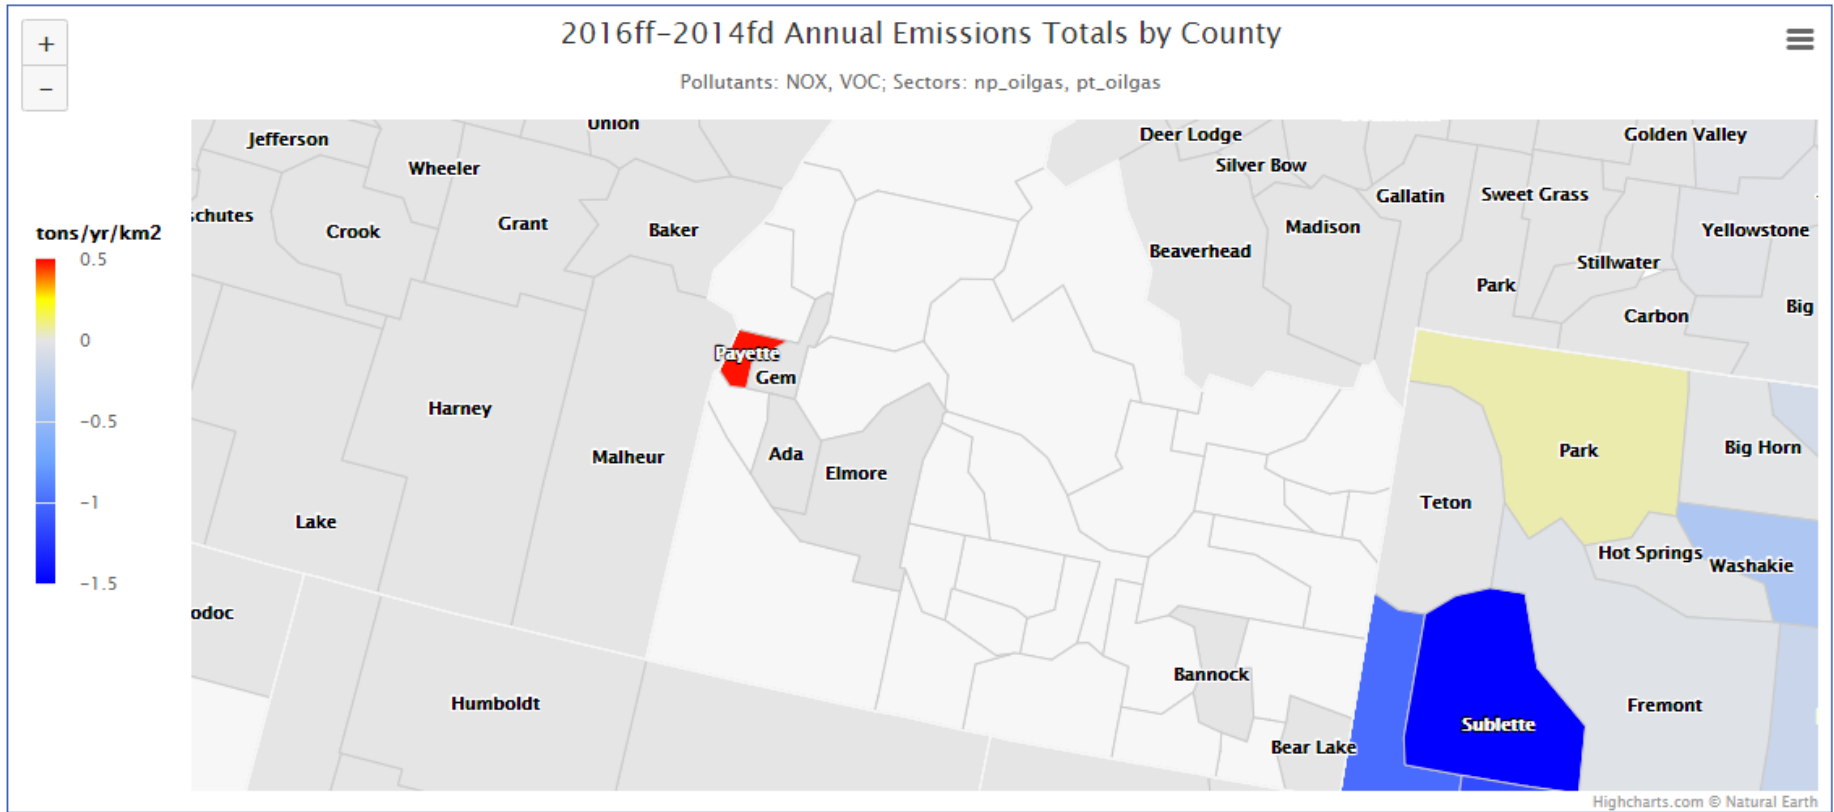 +
−
2016ff-2014fd Annual Emissions Totals by County
Pollutants: NOX, VOC; Sectors: np_oilgas, pt_oilgas
tons/yr/km2
0.5
0
-0.5
-1
-1.5
Union
Jefferson
Deer Lodge
Golden Valley
Wheeler
Silver Bow
Gallatin
Sweet Grass
schutes
Crook
Grant
Baker
Madison
Yellowstone
Beaverhead
Stillwater
Park
Carbon
Big
Payette
Gem
Harney
Malheur
Ada
Elmore
Park
Big Horn
Teton
Lake
Hot Springs
Washakie
odoc
Bannock
Humboldt
Fremont
Sublette
Bear Lake
Highcharts.com © Natural Earth